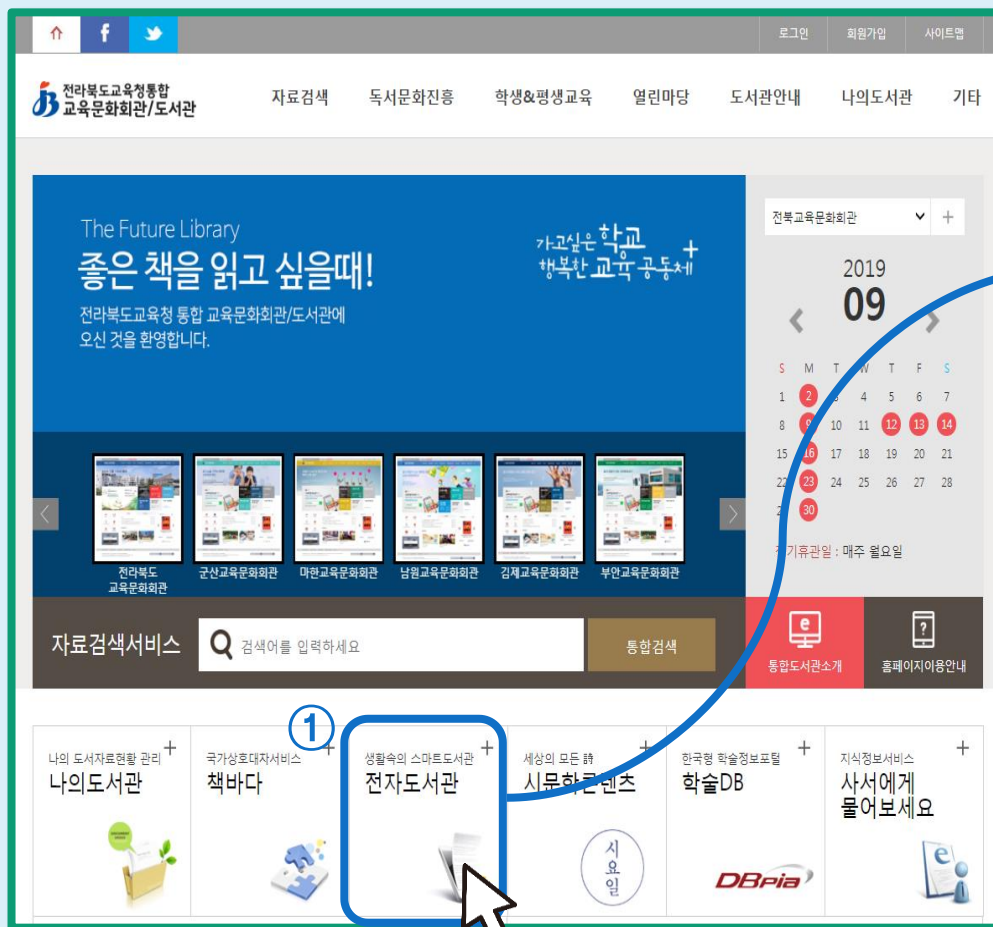 f
로그인 회원가입 사이트맵
JB 전라북도교육청통합
교육문화회관/도서관
자료검색 독서문화진흥 학생&평생교육 열린마당 도서관안내 나의도서관 기타
The Future Library
좋은 책을 읽고 싶을때!
전라북도교육청 통합 교육문화회관/도서관에
오신 것을 환영합니다.
가고싶은 학교
행복한 교육 공동체
전북교육문화회관
2019
09
S M T W T F S
1 2 3 4 5 6 7
8 9 10 11 12 13 14
15 16 17 18 19 20 21
22 23 24 25 26 27 28
30
정기휴관일 : 매주 월요일
전라북도
교육문화회관
군산교육문화회관
마한교육문화회관
남원교육문화회관
김제교육문화회관
부안교육문화회관
자료검색서비스
검색어를 입력하세요
통합검색
통합도서관소개
홈페이지이용안내
①
나의 도서자료현황 관리
나의도서관
국가상호대차서비스
책바다
생활속의 스마트도서관
전자도서관
세상의 모든 詩
시문학콘텐츠
시요일
한국형 학술정보포털
학술DB
DBpia
지식정보서비스
사서에게
물어보세요